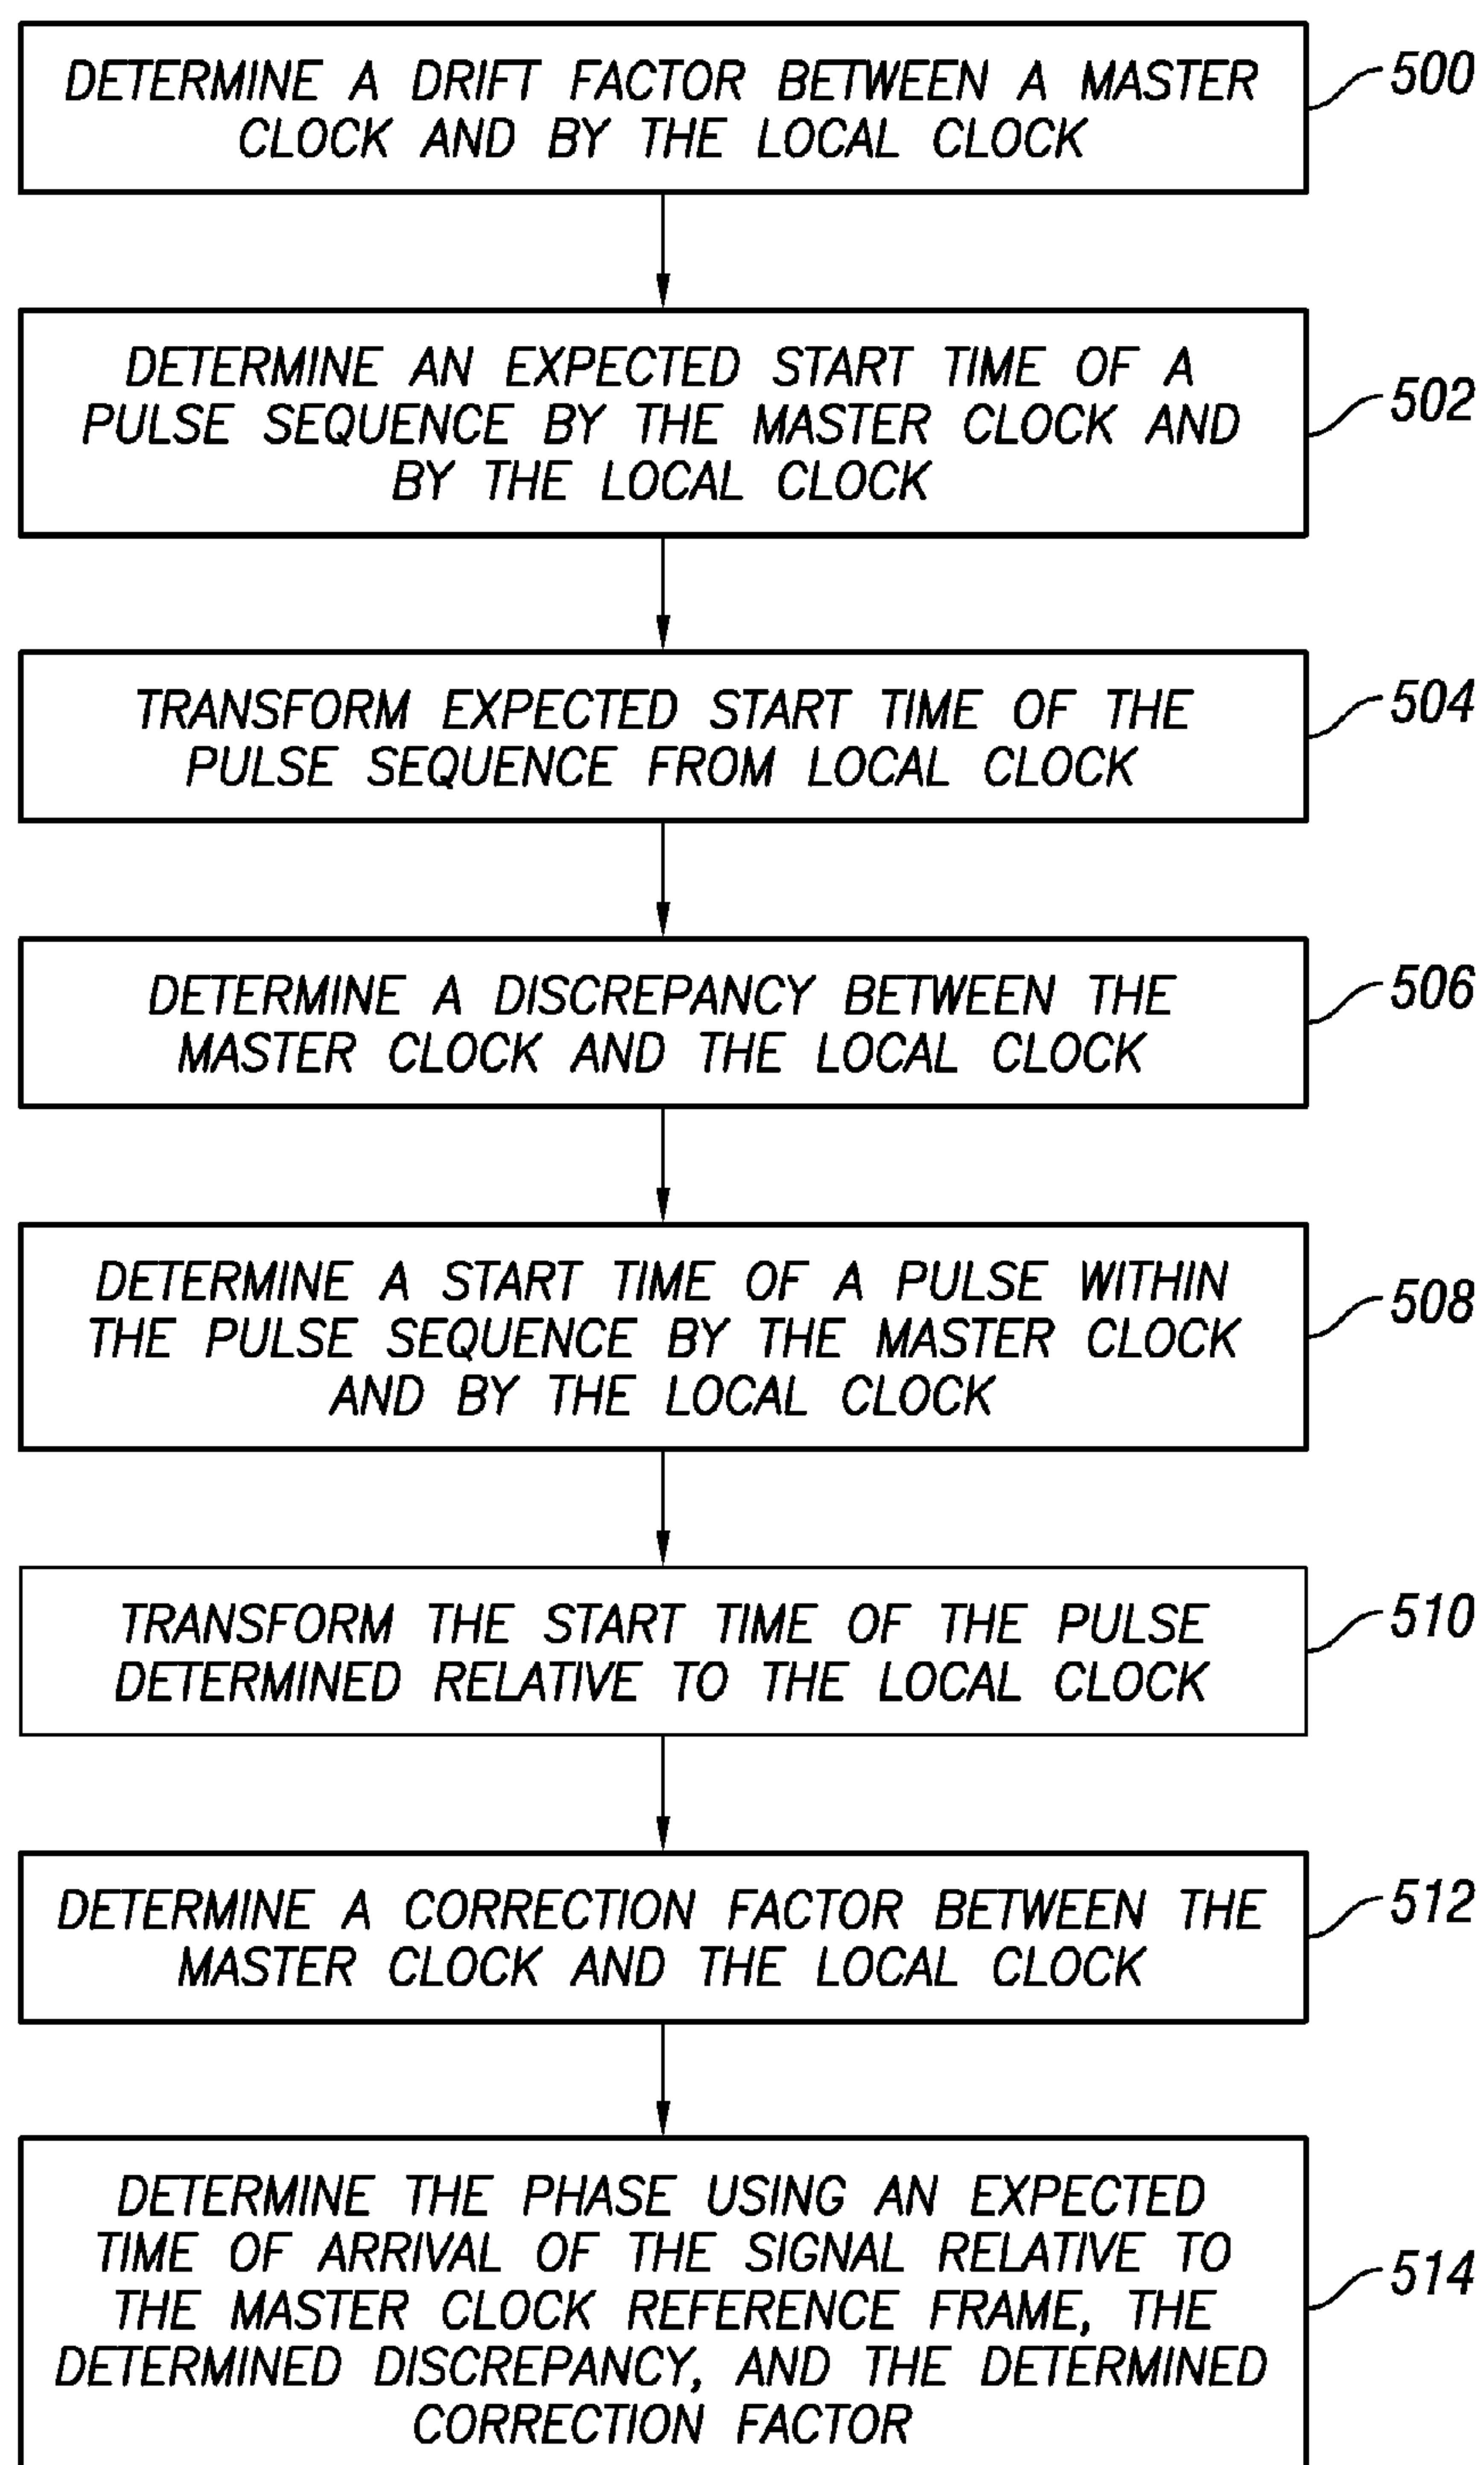 DETERMINE A DRIFT FACTOR BETWEEN A MASTER
CLOCK AND BY THE LOCAL CLOCK
500
DETERMINE AN EXPECTED START TIME OF A
PULSE SEQUENCE BY THE MASTER CLOCK AND
BY THE LOCAL CLOCK
502
TRANSFORM EXPECTED START TIME OF THE
PULSE SEQUENCE FROM LOCAL CLOCK
504
DETERMINE A DISCREPANCY BETWEEN THE
MASTER CLOCK AND THE LOCAL CLOCK
506
DETERMINE A START TIME OF A PULSE WITHIN
THE PULSE SEQUENCE BY THE MASTER CLOCK
AND BY THE LOCAL CLOCK
508
TRANSFORM THE START TIME OF THE PULSE
DETERMINED RELATIVE TO THE LOCAL CLOCK
510
DETERMINE A CORRECTION FACTOR BETWEEN THE
MASTER CLOCK AND THE LOCAL CLOCK
512
DETERMINE THE PHASE USING AN EXPECTED
TIME OF ARRIVAL OF THE SIGNAL RELATIVE TO
THE MASTER CLOCK REFERENCE FRAME, THE
DETERMINED DISCREPANCY, AND THE DETERMINED
CORRECTION FACTOR
514